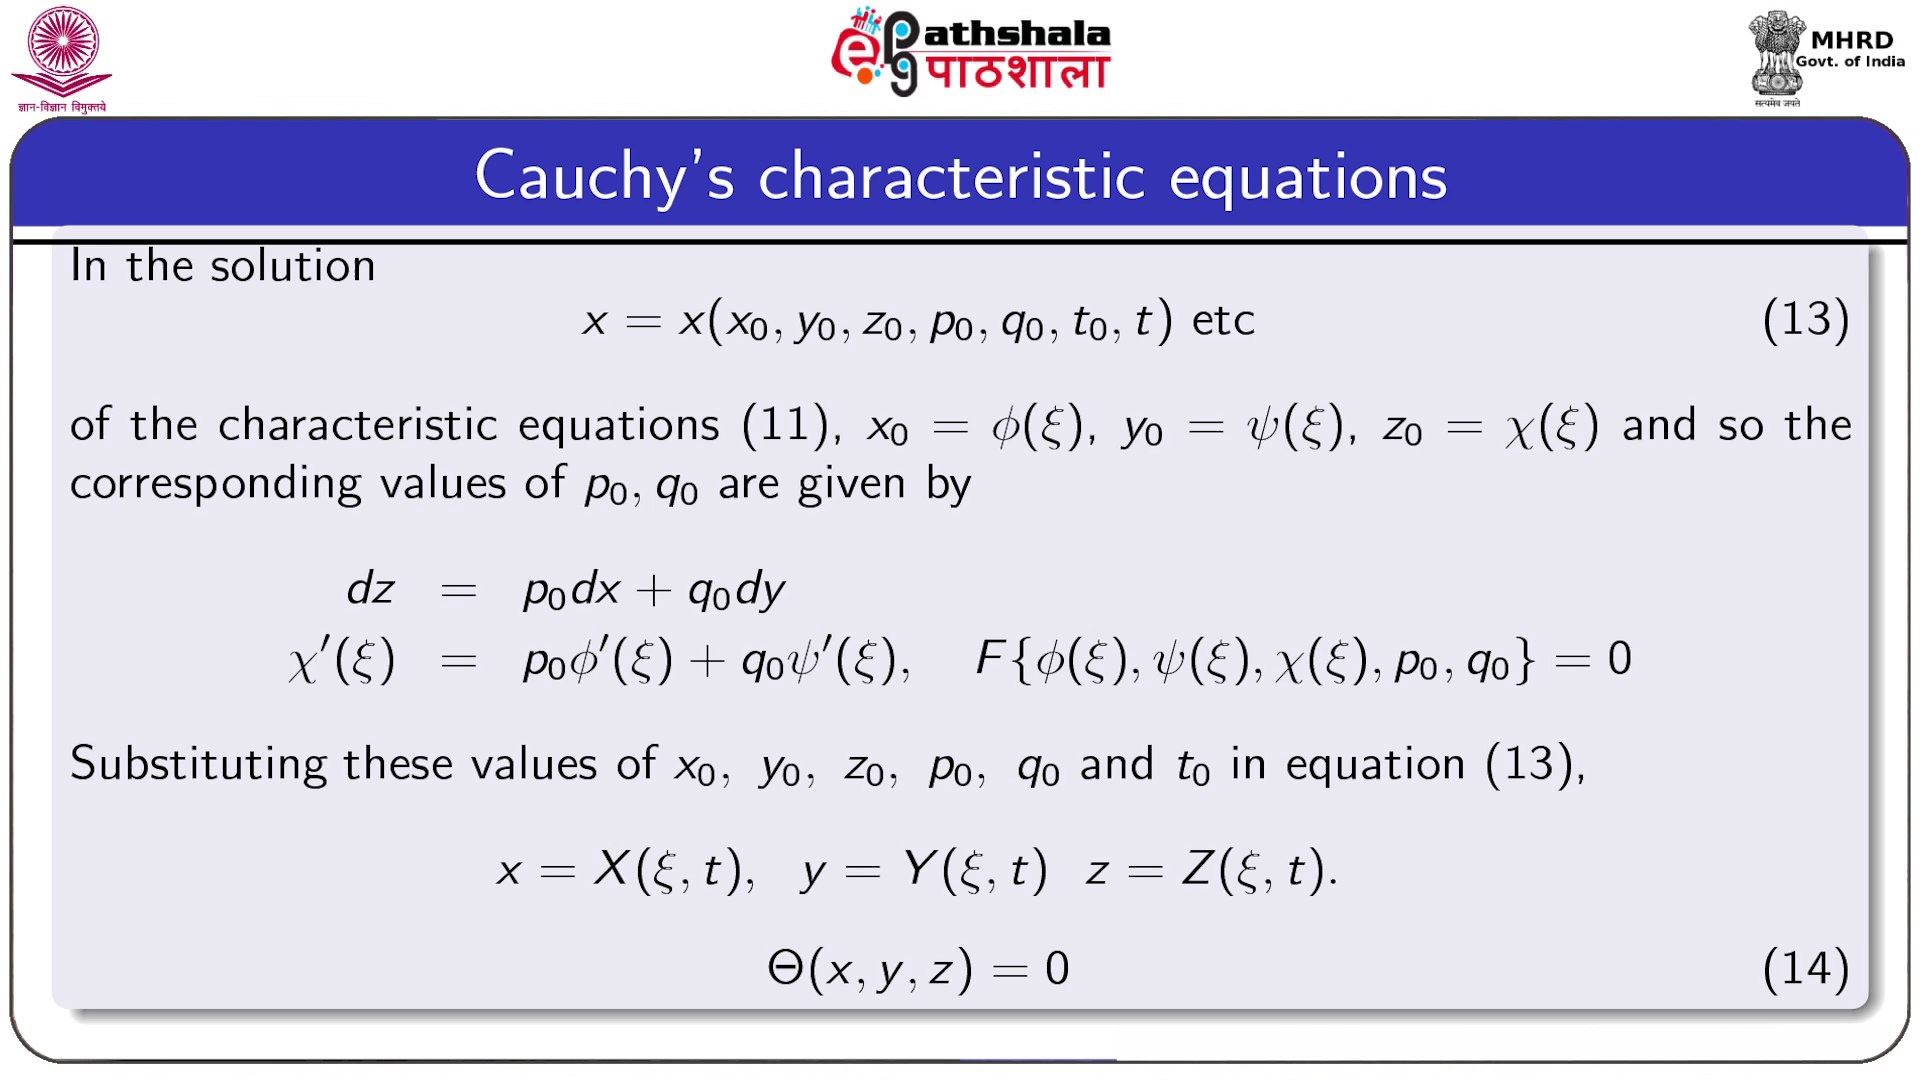 ज्ञान-विज्ञान विमुक्तये
ePg Pathshala
पाठशाला
MHRD
Govt. of India
सत्यमेव जयते
Cauchy's characteristic equations
In the solution
x = x(x₀, y₀, z₀, p₀, q₀, t₀, t) etc (13)
of the characteristic equations (11), x₀ = ϕ(ξ), y₀ = ψ(ξ), z₀ = χ(ξ) and so the
corresponding values of p₀, q₀ are given by
dz = p₀dx + q₀dy
χ′(ξ) = p₀ϕ′(ξ) + q₀ψ′(ξ), F{ϕ(ξ), ψ(ξ), χ(ξ), p₀, q₀} = 0
Substituting these values of x₀, y₀, z₀, p₀, q₀ and t₀ in equation (13),
x = X(ξ, t), y = Y(ξ, t) z = Z(ξ, t).
Θ(x, y, z) = 0 (14)